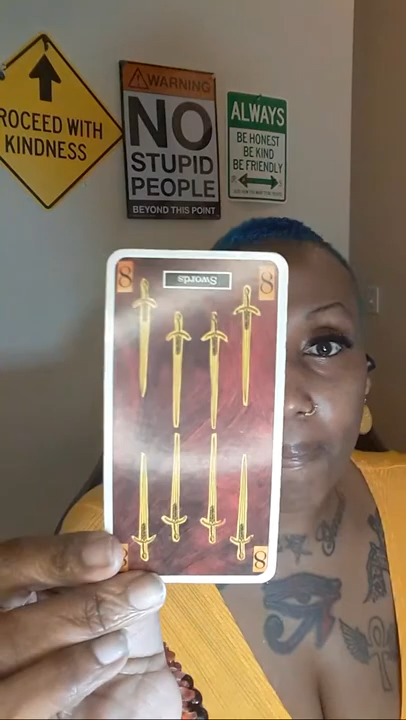 ROCEED WITH
KINDNESS
WARNING
NO
STUPID
PEOPLE
BEYOND THIS POINT
ALWAYS
BE HONEST
BE KIND
BE FRIENDLY
8 Swords 8
8